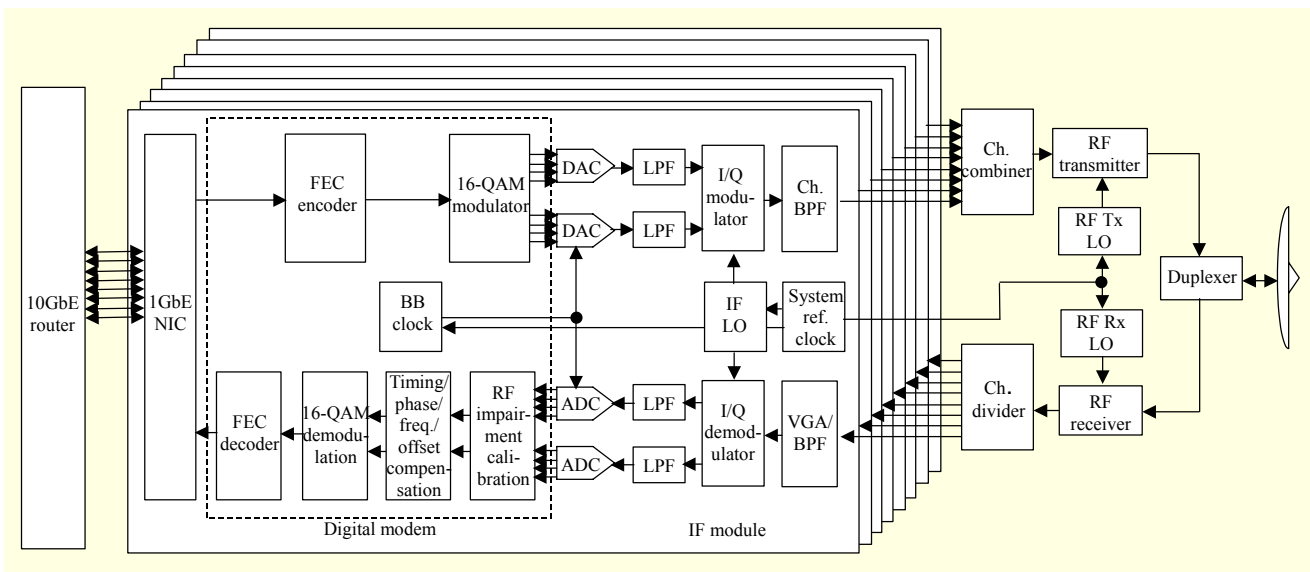 10GbE
router
1GbE
NIC
FEC
encoder
16-QAM
modulator
DAC
DAC
LPF
LPF
I/Q
modu-
lator
Ch.
BPF
Ch.
combiner
RF
transmitter
RF Tx
LO
Duplexer
BB
clock
IF
LO
System
ref.
clock
RF Rx
LO
FEC
decoder
16-QAM
demodu-
lation
Timing/
phase/
freq./
offset
compen-
sation
RF
impair-
ment
cali-
bration
ADC
ADC
LPF
LPF
I/Q
demod-
ulator
VGA/
BPF
Ch.
divider
RF
receiver
Digital modem
IF module